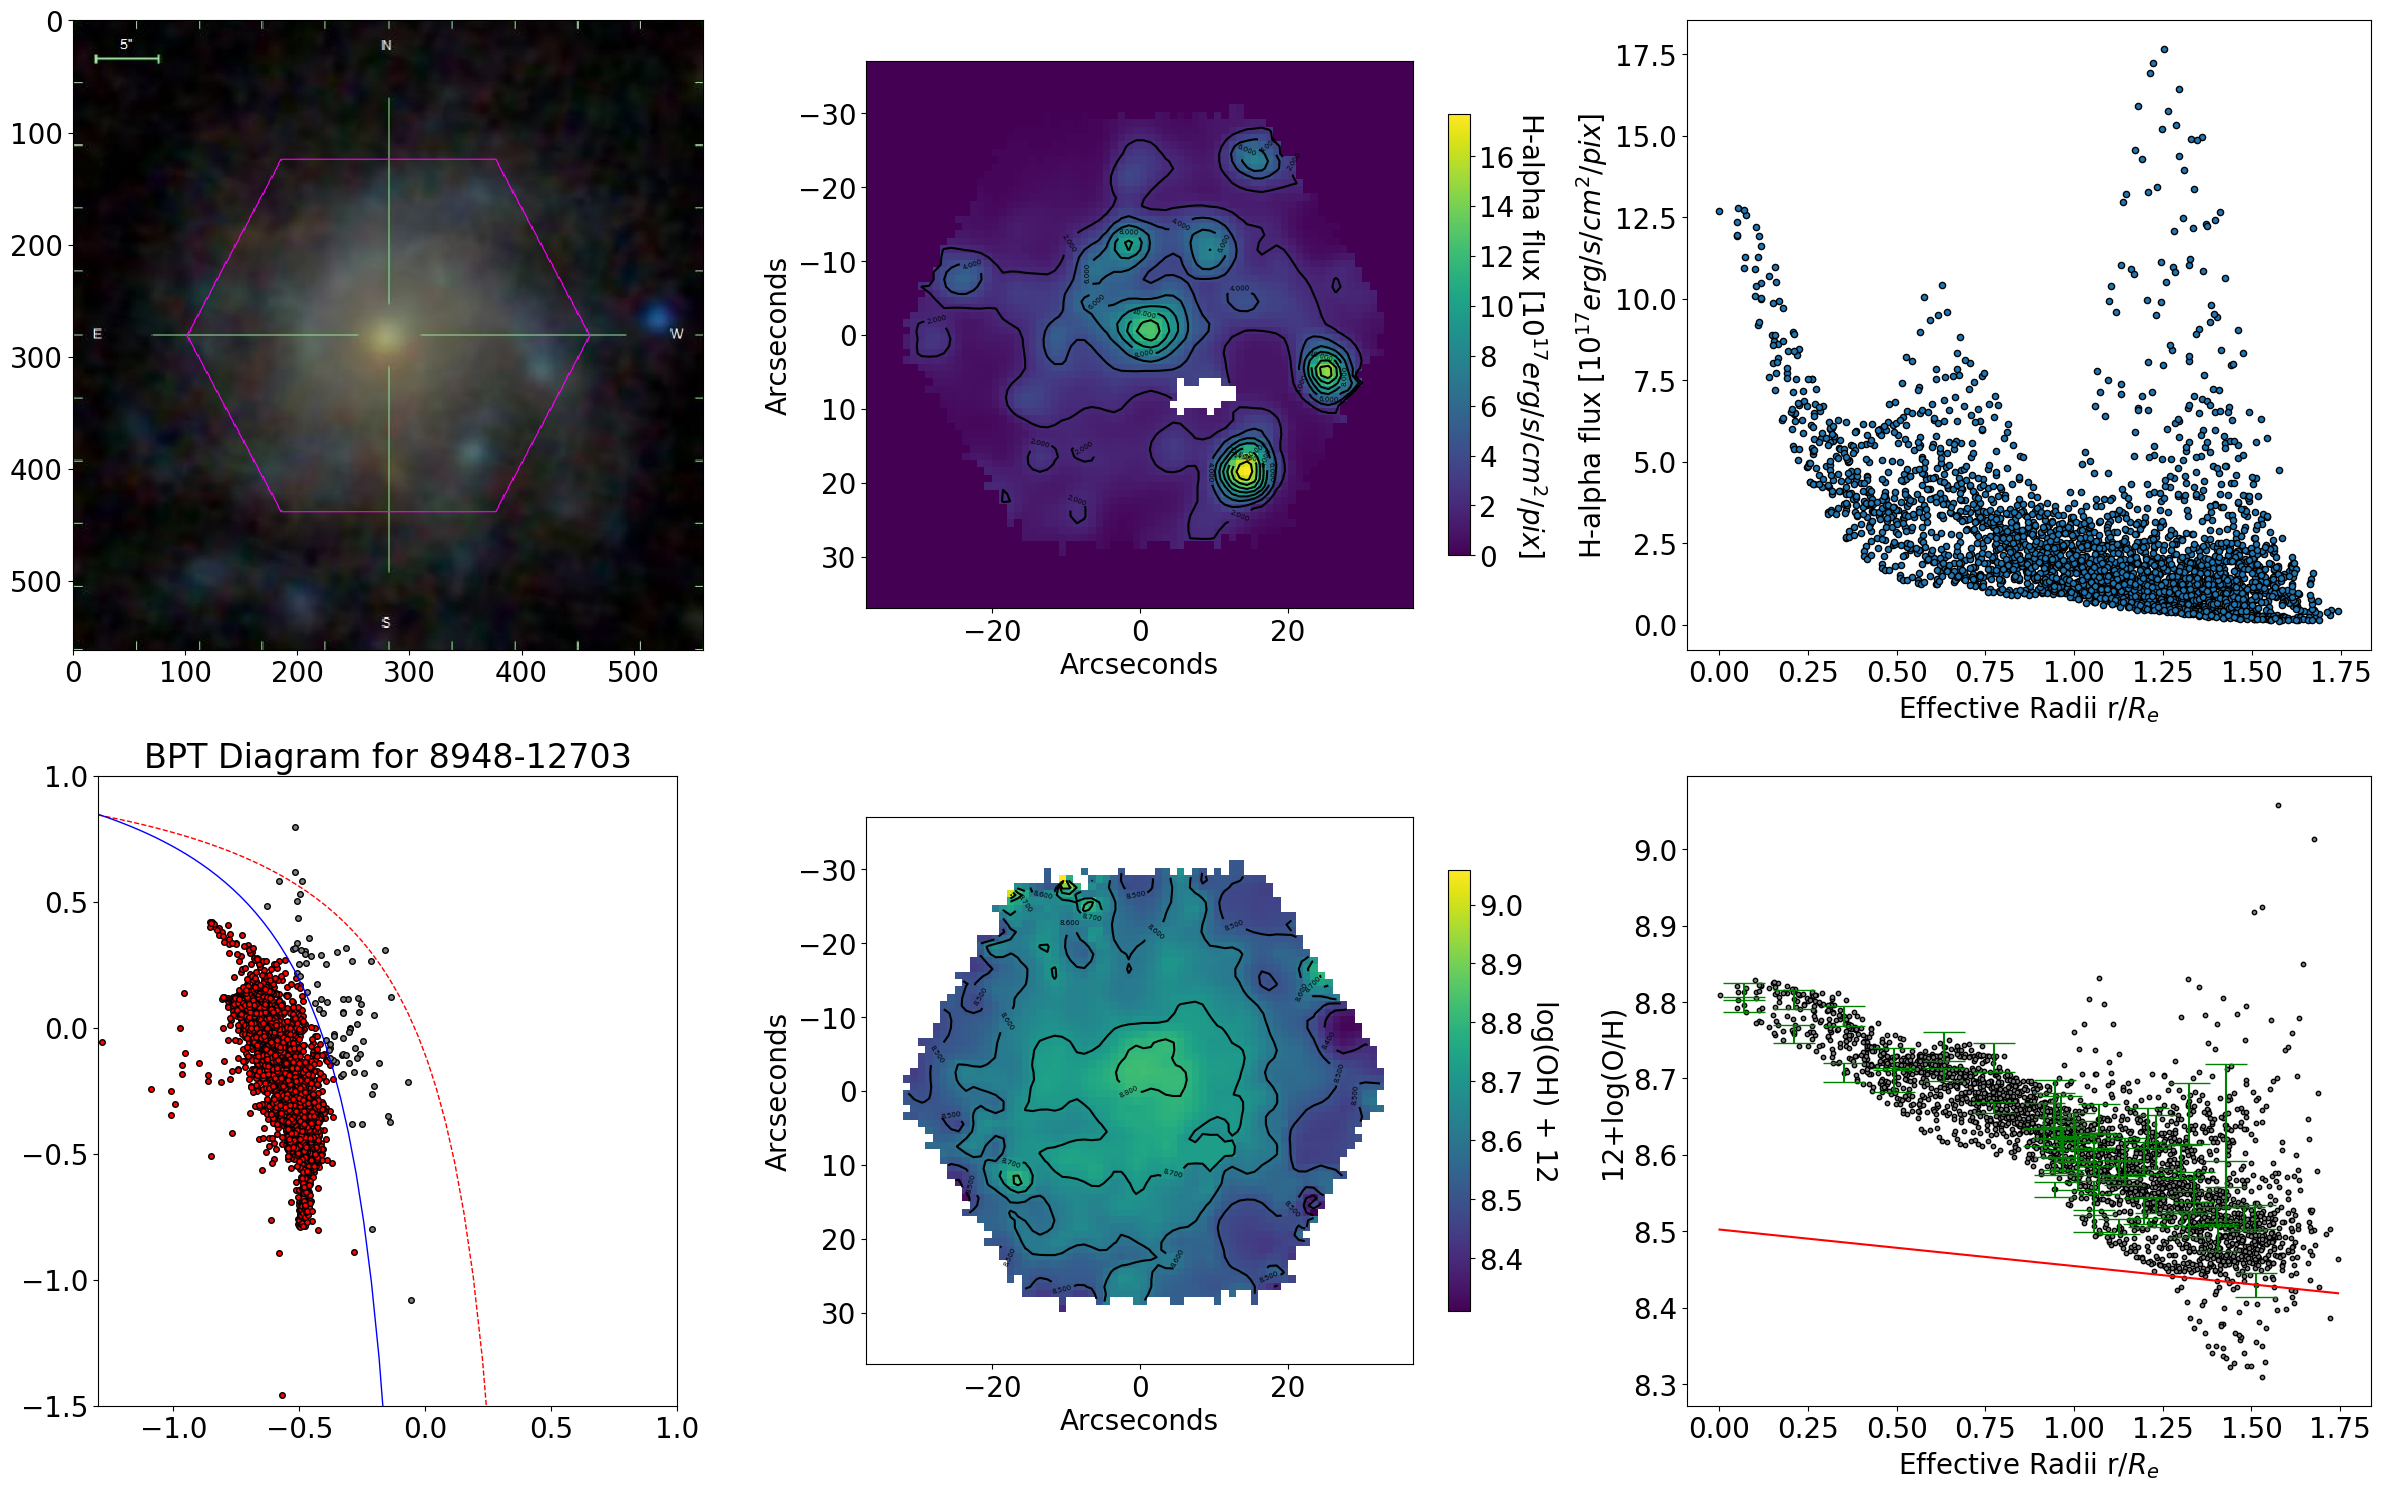 0
100
200
300
400
500
5"
N
E
W
S
0 100 200 300 400 500
Arcseconds
−30
−20
−10
0
10
20
30
−20 0 20
Arcseconds
16
14
12
10
8
6
4
2
0
H-alpha flux [10^17 erg/s/cm^2/pix]
H-alpha flux [10^17 erg/s/cm^2/pix]
17.5
15.0
12.5
10.0
7.5
5.0
2.5
0.0
0.00 0.25 0.50 0.75 1.00 1.25 1.50 1.75
Effective Radii r/R_e
BPT Diagram for 8948-12703
1.0
0.5
0.0
−0.5
−1.0
−1.5
−1.0 −0.5 0.0 0.5 1.0
Arcseconds
−30
−20
−10
0
10
20
30
−20 0 20
Arcseconds
9.0
8.9
8.8
8.7
8.6
8.5
8.4
log(OH) + 12
12+log(O/H)
9.0
8.9
8.8
8.7
8.6
8.5
8.4
8.3
0.00 0.25 0.50 0.75 1.00 1.25 1.50 1.75
Effective Radii r/R_e